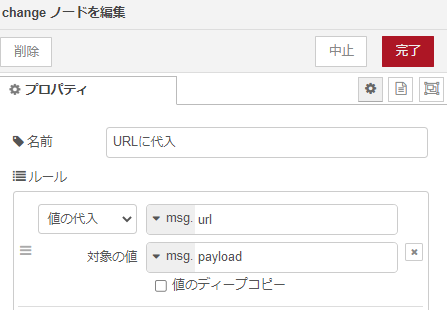 change ノードを編集
削除 中止 完了
プロパティ
名前 URLに代入
ルール
値の代入 msg. url
対象の値 msg. payload
値のディープコピー